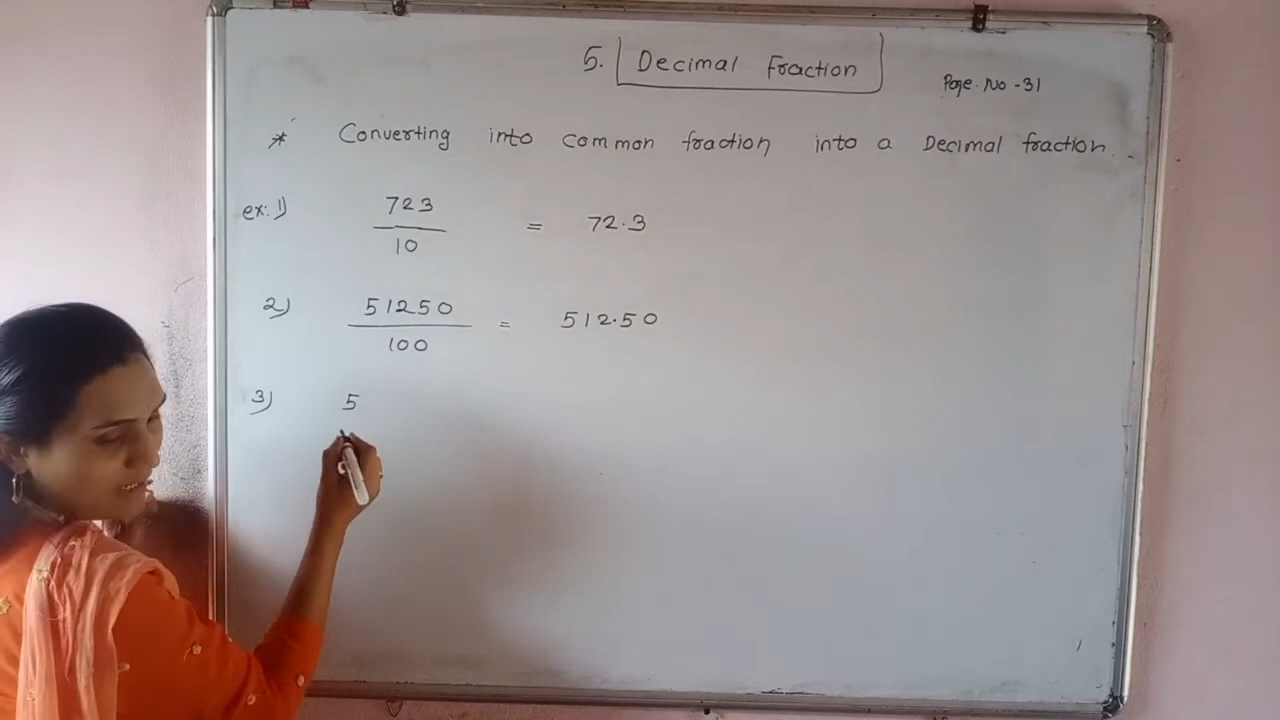 5. Decimal Fraction
Page. No - 31
* Converting into common fraction into a Decimal fraction.
ex: 1) 723/10 = 72.3
2) 51250/100 = 512.50
3) 5